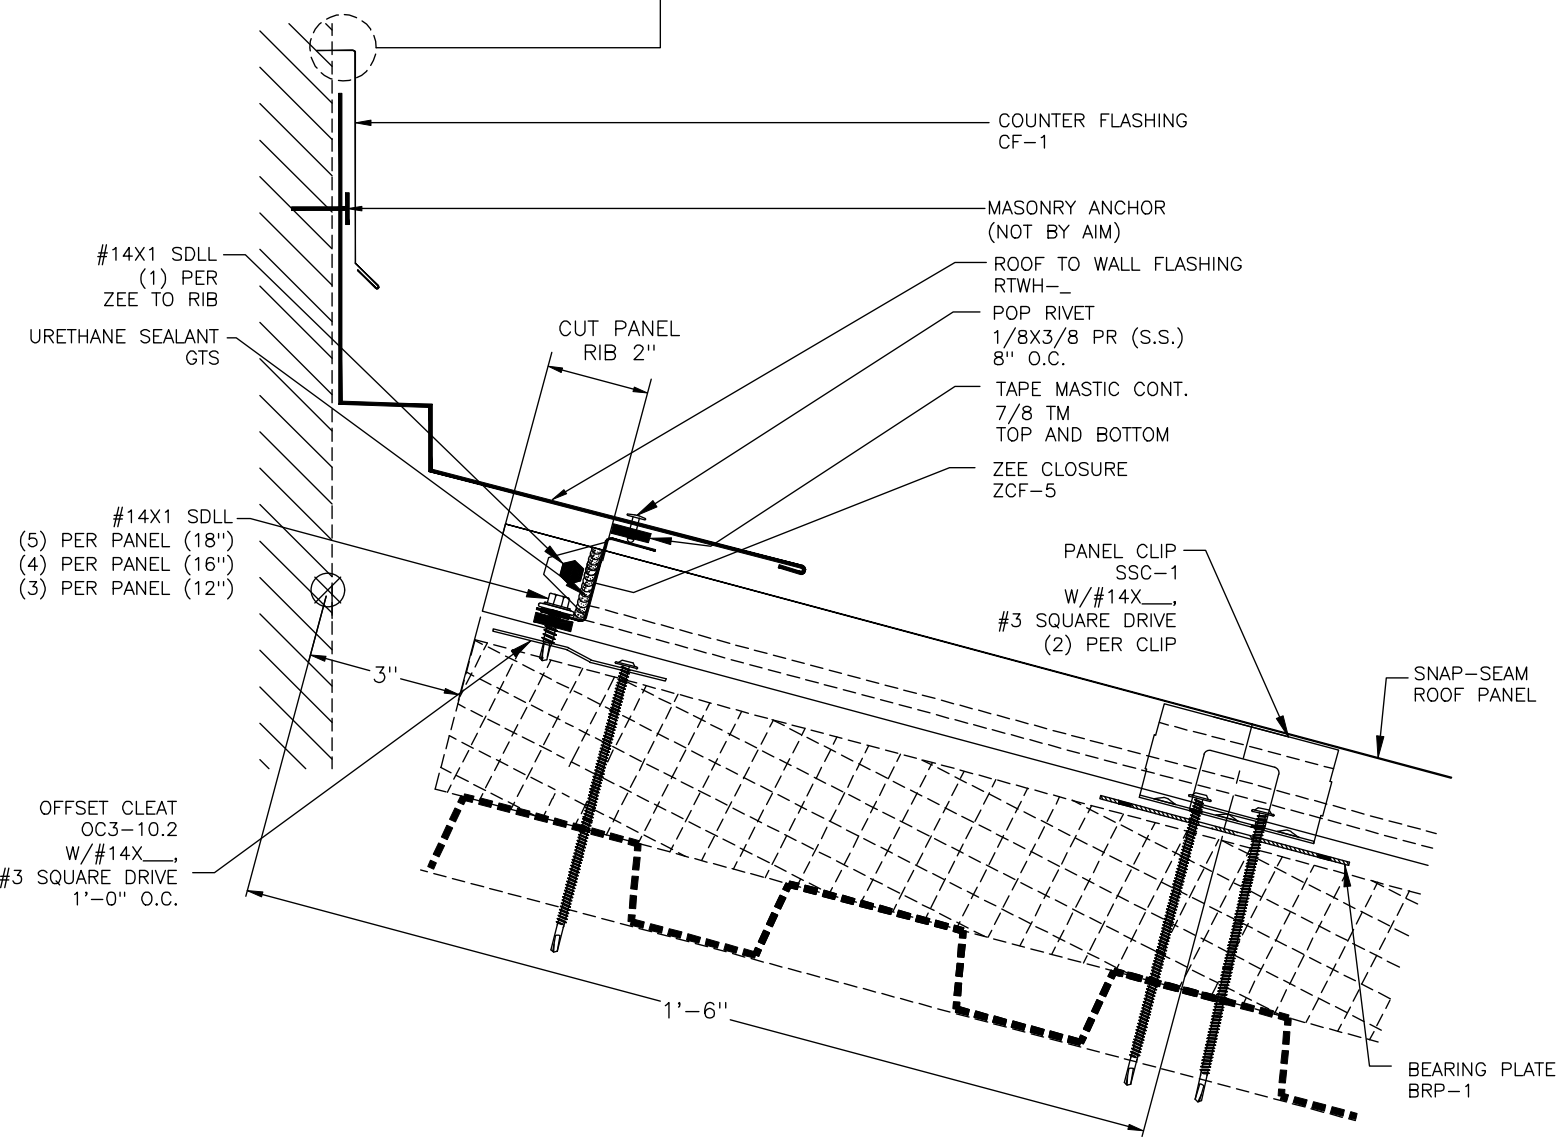 COUNTER FLASHING
CF-1
MASONRY ANCHOR
(NOT BY AIM)
#14X1 SDLL
(1) PER
ZEE TO RIB
ROOF TO WALL FLASHING
RTWH-_
POP RIVET
1/8X3/8 PR (S.S.)
8" O.C.
URETHANE SEALANT
GTS
CUT PANEL
RIB 2"
TAPE MASTIC CONT.
7/8 TM
TOP AND BOTTOM
ZEE CLOSURE
ZCF-5
#14X1 SDLL
(5) PER PANEL (18")
(4) PER PANEL (16")
(3) PER PANEL (12")
PANEL CLIP
SSC-1
W/#14X___,
#3 SQUARE DRIVE
(2) PER CLIP
3"
SNAP-SEAM
ROOF PANEL
OFFSET CLEAT
OC3-10.2
W/#14X___,
#3 SQUARE DRIVE
1'-0" O.C.
1'-6"
BEARING PLATE
BRP-1